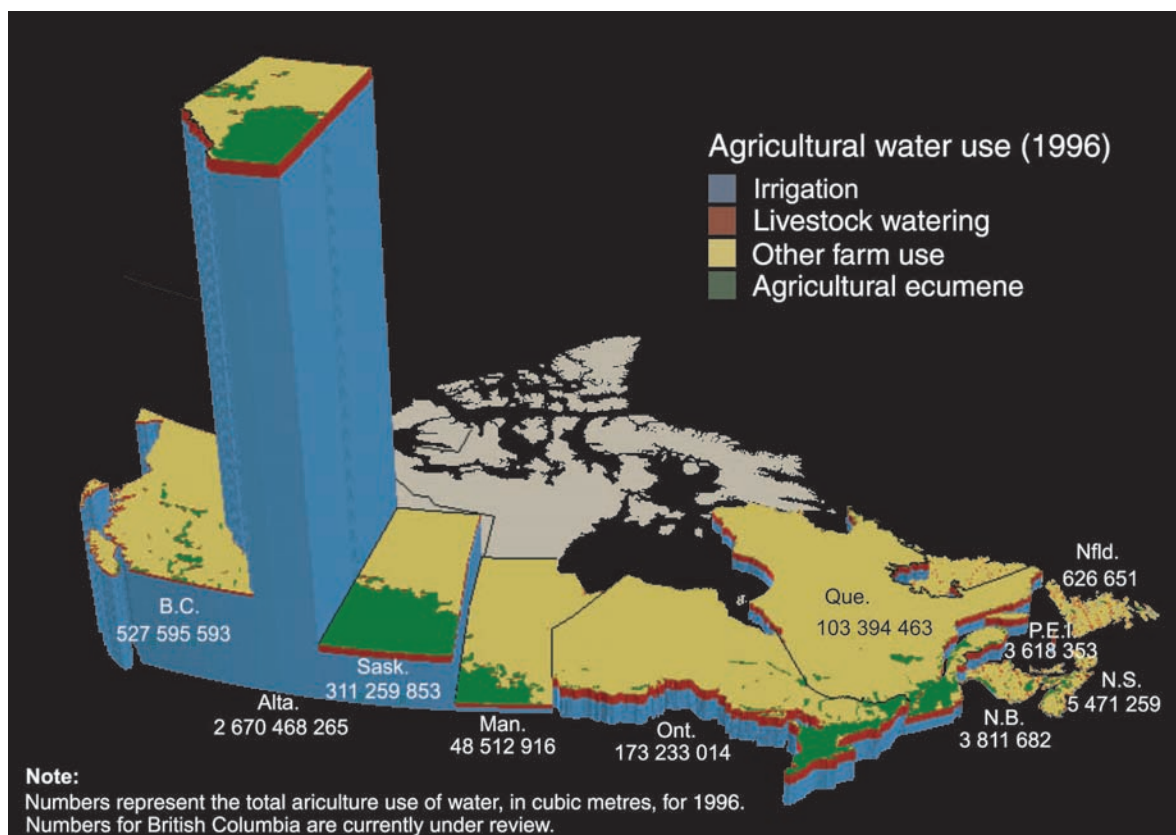 Agricultural water use (1996)
Irrigation
Livestock watering
Other farm use
Agricultural ecumene
B.C.
527 595 593
Alta.
2 670 468 265
Sask.
311 259 853
Man.
48 512 916
Ont.
173 233 014
Que.
103 394 463
Nfld.
626 651
P.E.I.
3 618 353
N.S.
5 471 259
N.B.
3 811 682
Note:
Numbers represent the total ariculture use of water, in cubic metres, for 1996.
Numbers for British Columbia are currently under review.